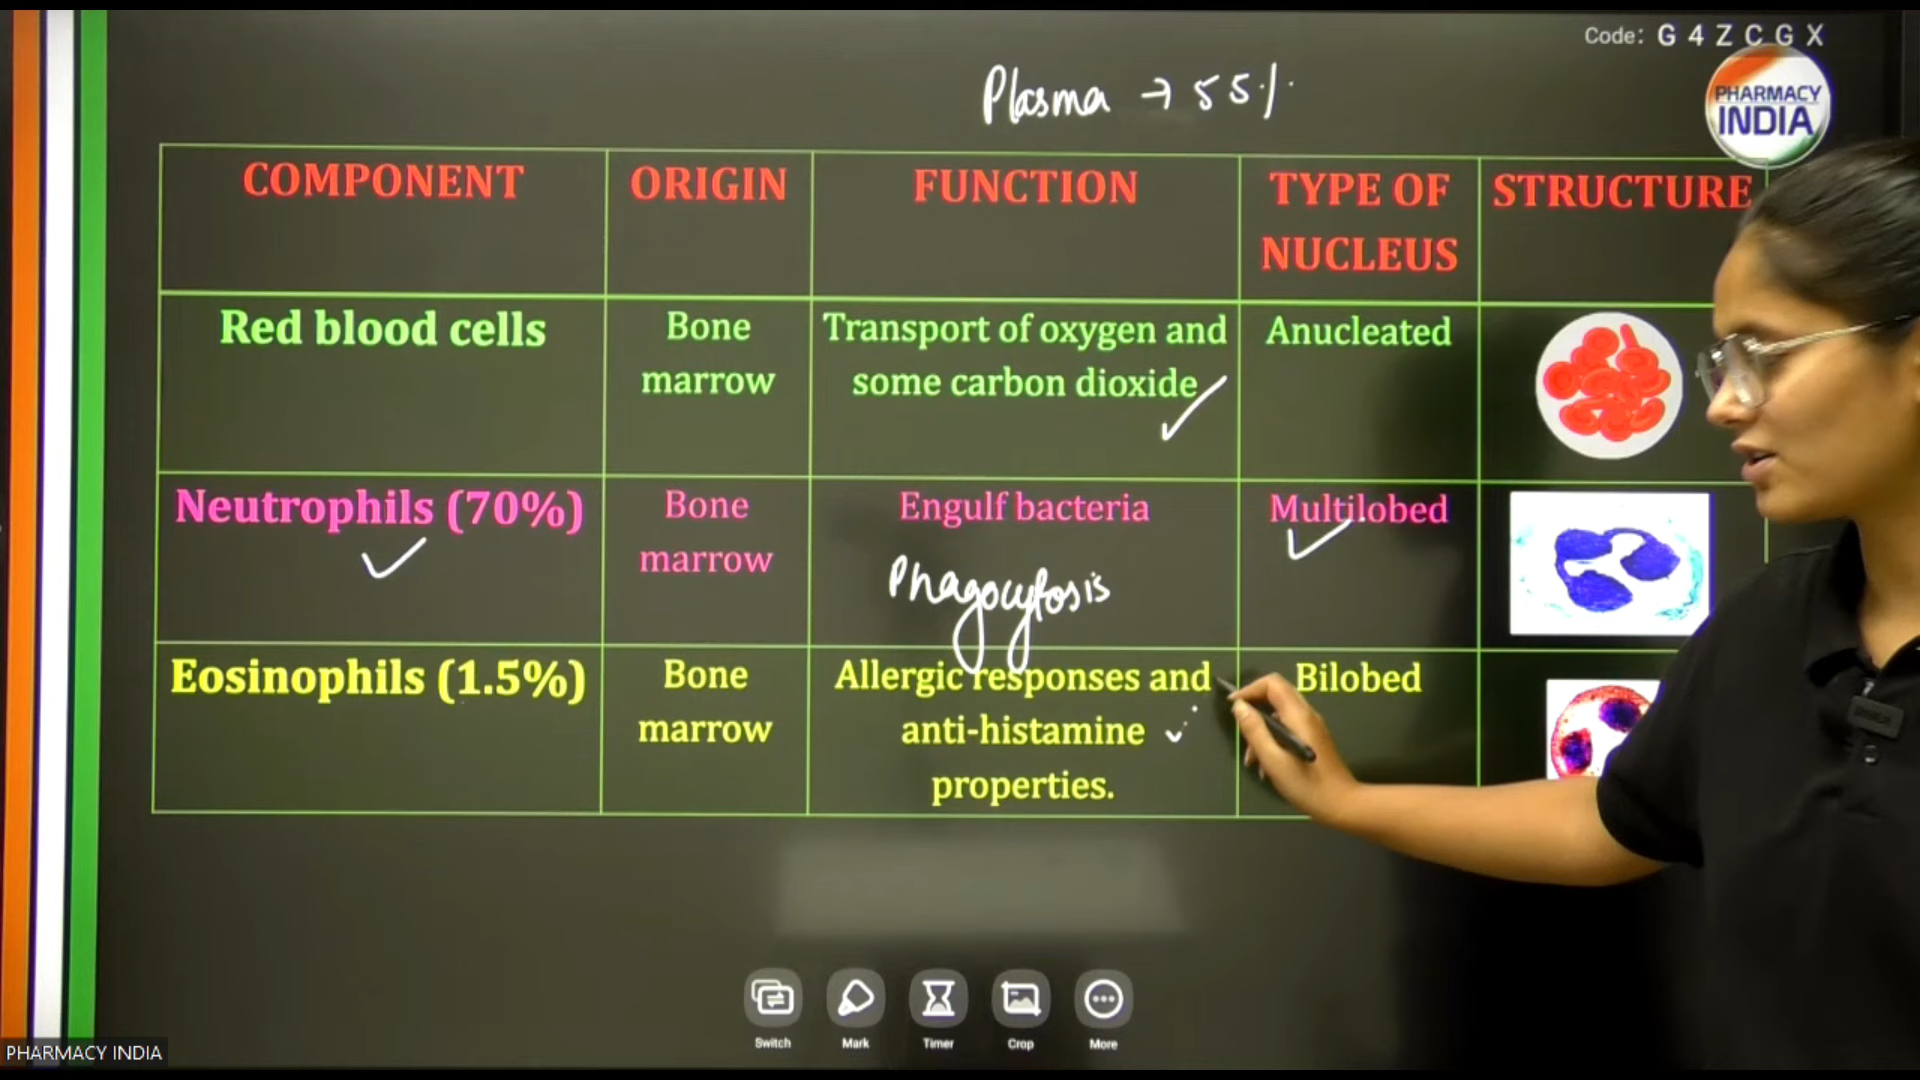 Code: G 4 Z C G X
Plasma → 55%
PHARMACY
INDIA
COMPONENT
ORIGIN
FUNCTION
TYPE OF
NUCLEUS
STRUCTURE
Red blood cells
Bone
marrow
Transport of oxygen and
some carbon dioxide
Anucleated
Neutrophils (70%)
Bone
marrow
Engulf bacteria
Phagocytosis
Multilobed
Eosinophils (1.5%)
Bone
marrow
Allergic responses and
anti-histamine
properties.
Bilobed
Switch
Mark
Timer
Crop
More
PHARMACY INDIA